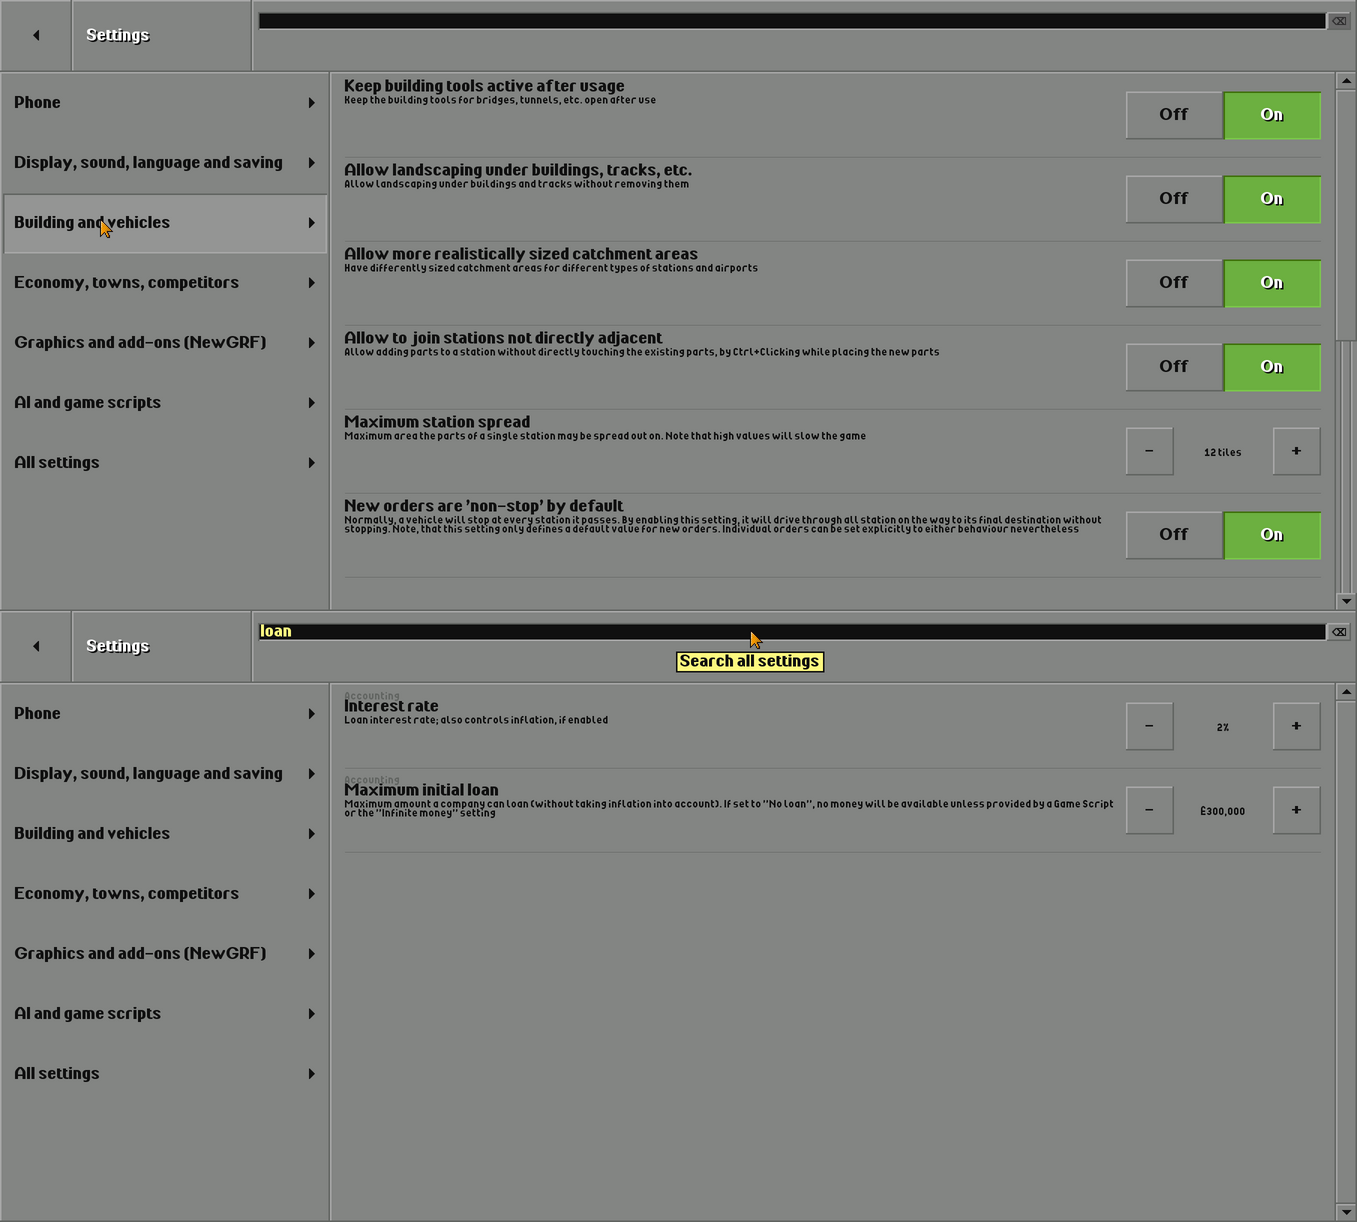 Settings
Phone
Display, sound, language and saving
Building and vehicles
Economy, towns, competitors
Graphics and add-ons (NewGRF)
AI and game scripts
All settings
Keep building tools active after usage
Keep the building tools for bridges, tunnels, etc. open after use
Off On
Allow landscaping under buildings, tracks, etc.
Allow landscaping under buildings and tracks without removing them
Off On
Allow more realistically sized catchment areas
Have differently sized catchment areas for different types of stations and airports
Off On
Allow to join stations not directly adjacent
Allow adding parts to a station without directly touching the existing parts, by Ctrl+Clicking while placing the new parts
Off On
Maximum station spread
Maximum area the parts of a single station may be spread out on. Note that high values will slow the game
- 12 tiles +
New orders are 'non-stop' by default
Normally, a vehicle will stop at every station it passes. By enabling this setting, it will drive through all station on the way to its final destination without
stopping. Note, that this setting only defines a default value for new orders. Individual orders can be set explicitly to either behaviour nevertheless
Off On
Settings
loan
Search all settings
Phone
Display, sound, language and saving
Building and vehicles
Economy, towns, competitors
Graphics and add-ons (NewGRF)
AI and game scripts
All settings
Accounting
Interest rate
Loan interest rate; also controls inflation, if enabled
- 2% +
Accounting
Maximum initial loan
Maximum amount a company can loan (without taking inflation into account). If set to "No loan", no money will be available unless provided by a Game Script
or the "Infinite money" setting
- £300,000 +